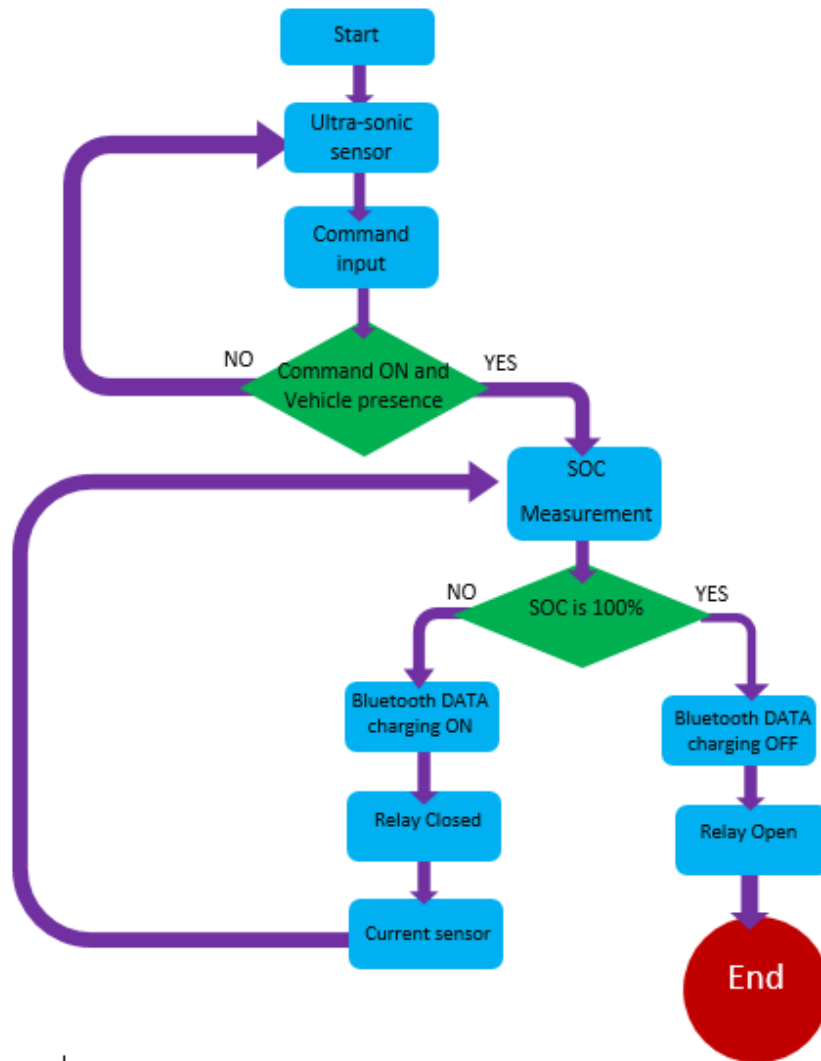 Start
Ultra-sonic
sensor
Command
input
NO
YES
Command ON and
Vehicle presence
SOC
Measurement
NO
YES
SOC is 100%
Bluetooth DATA
charging ON
Bluetooth DATA
charging OFF
Relay Closed
Relay Open
Current sensor
End